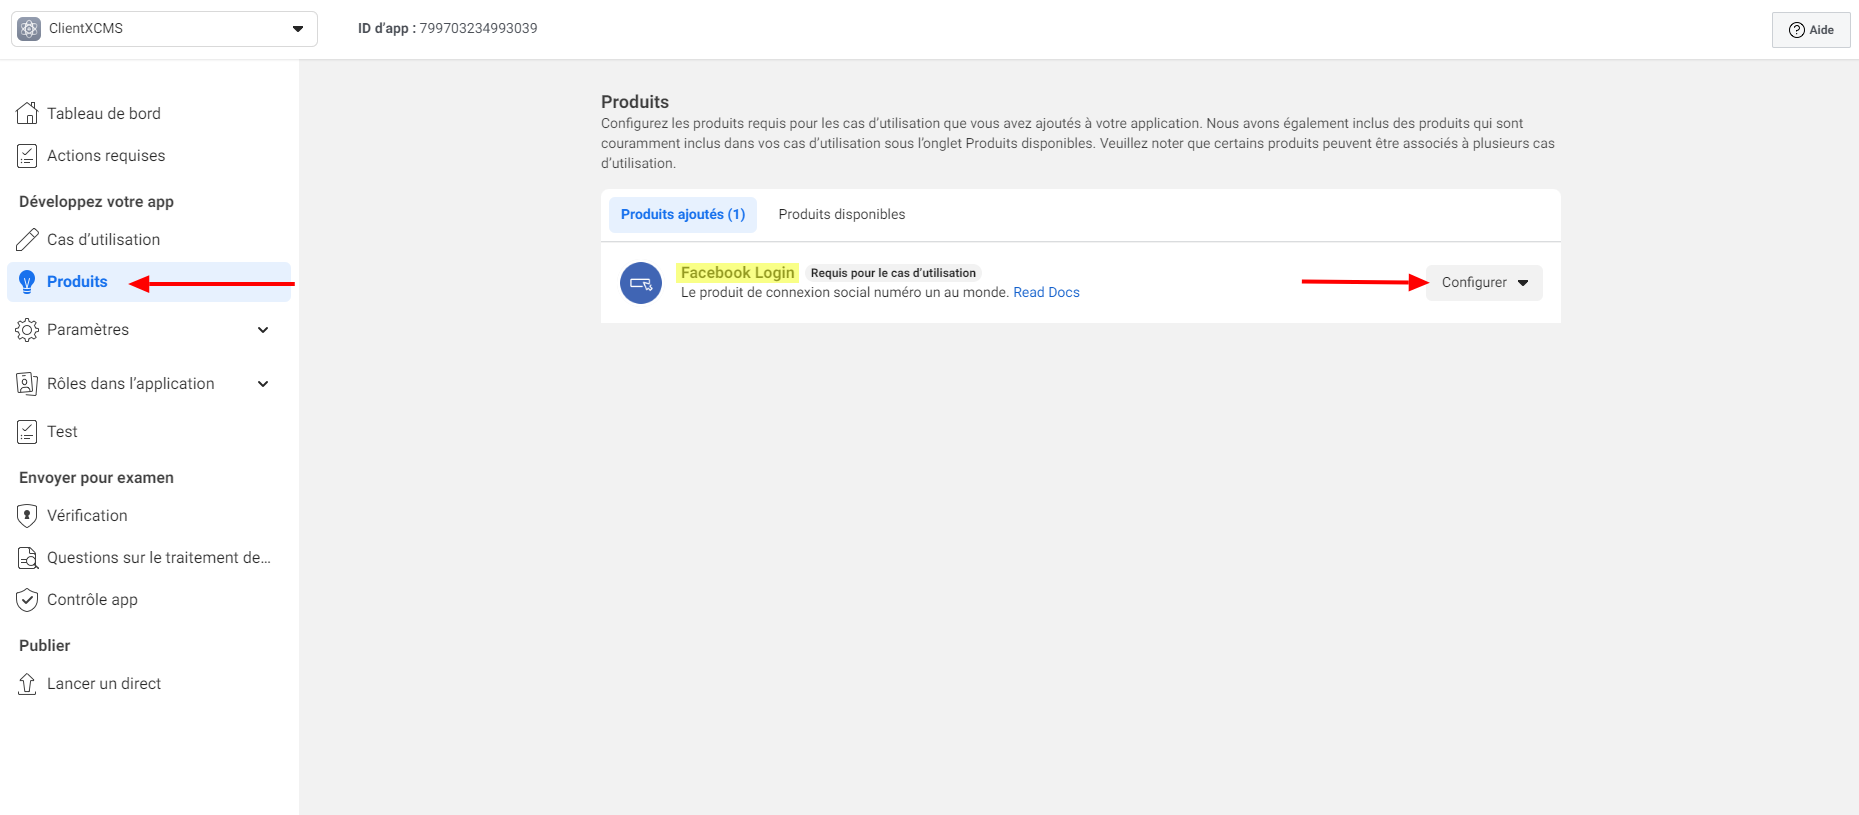 ClientXCMS
ID d’app : 799703234993039
Aide
Tableau de bord
Actions requises
Développez votre app
Cas d’utilisation
Produits
Paramètres
Rôles dans l’application
Test
Envoyer pour examen
Vérification
Questions sur le traitement de...
Contrôle app
Publier
Lancer un direct
Produits
Configurez les produits requis pour les cas d’utilisation que vous avez ajoutés à votre application. Nous avons également inclus des produits qui sont
couramment inclus dans vos cas d’utilisation sous l’onglet Produits disponibles. Veuillez noter que certains produits peuvent être associés à plusieurs cas
d’utilisation.
Produits ajoutés (1) Produits disponibles
Facebook Login Requis pour le cas d’utilisation
Le produit de connexion social numéro un au monde. Read Docs
Configurer